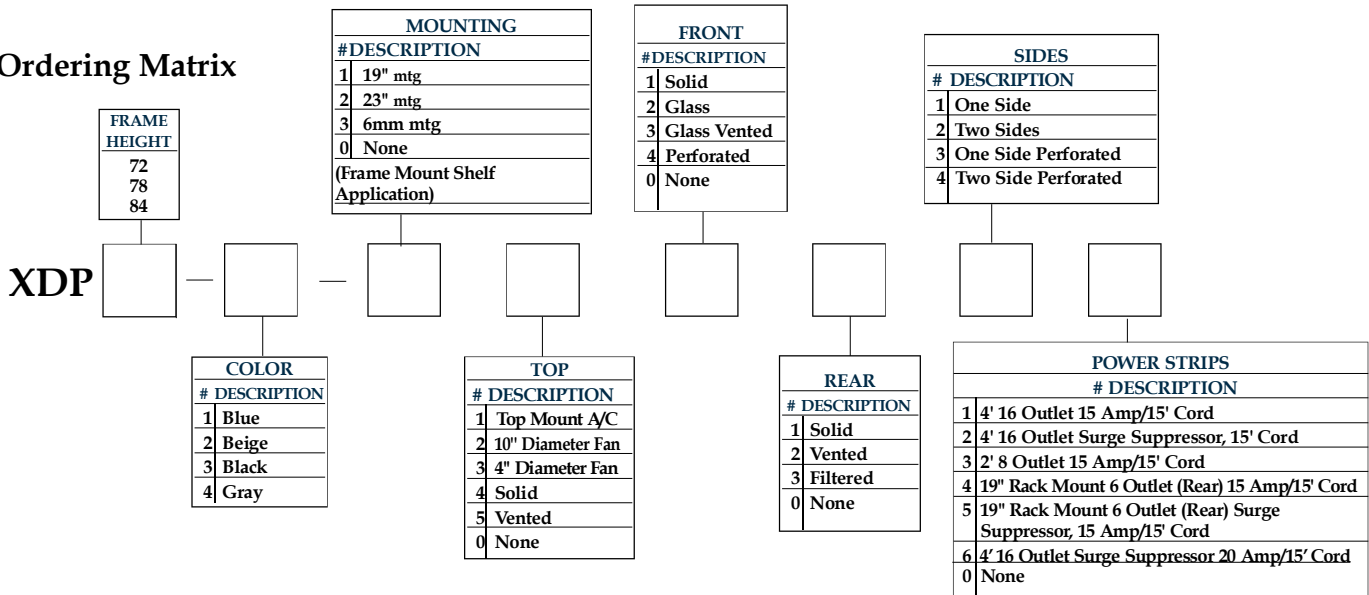 Ordering Matrix
FRAME
HEIGHT
72
78
84
MOUNTING
#DESCRIPTION
1 19" mtg
2 23" mtg
3 6mm mtg
0 None
(Frame Mount Shelf
Application)
FRONT
#DESCRIPTION
1 Solid
2 Glass
3 Glass Vented
4 Perforated
0 None
SIDES
# DESCRIPTION
1 One Side
2 Two Sides
3 One Side Perforated
4 Two Side Perforated
XDP — —
COLOR
# DESCRIPTION
1 Blue
2 Beige
3 Black
4 Gray
TOP
# DESCRIPTION
1 Top Mount A/C
2 10" Diameter Fan
3 4" Diameter Fan
4 Solid
5 Vented
0 None
REAR
# DESCRIPTION
1 Solid
2 Vented
3 Filtered
0 None
POWER STRIPS
# DESCRIPTION
1 4' 16 Outlet 15 Amp/15' Cord
2 4' 16 Outlet Surge Suppressor, 15' Cord
3 2' 8 Outlet 15 Amp/15' Cord
4 19" Rack Mount 6 Outlet (Rear) 15 Amp/15' Cord
5 19" Rack Mount 6 Outlet (Rear) Surge
Suppressor, 15 Amp/15' Cord
6 4’ 16 Outlet Surge Suppressor 20 Amp/15’ Cord
0 None